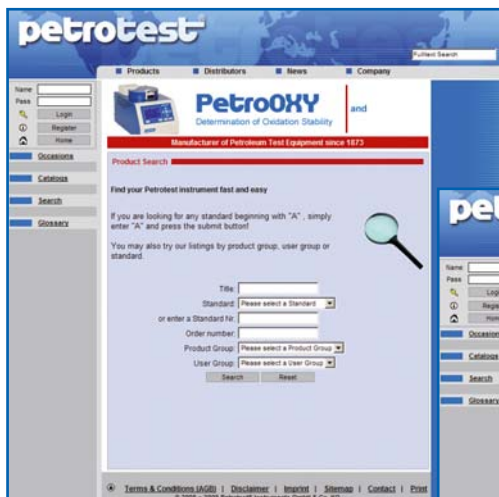 petrotest
Fulltext Search
Products Distributors News Company
Name
Pass
Login
Register
Home
Occasions
Catalogs
Search
Glossary
PetroOXY
and
Determination of Oxidation Stability
Manufacturer of Petroleum Test Equipment since 1873
Product Search
Find your Petrotest instrument fast and easy
If you are looking for any standard beginning with "A" , simply
enter "A" and press the submit button!
You may also try our listings by product group, user group or
standard.
Title:
Standard: Please select a Standard
or enter a Standard Nr.
Order number:
Product Group: Please select a Product Group
User Group: Please select a User Group
Search Reset
Terms & Conditions (AGB) | Disclaimer | Imprint | Sitemap | Contact | Print
pet
Name
Pass
Logi
Regis
Hom
Occasion
Catalogs
Search
Glossary